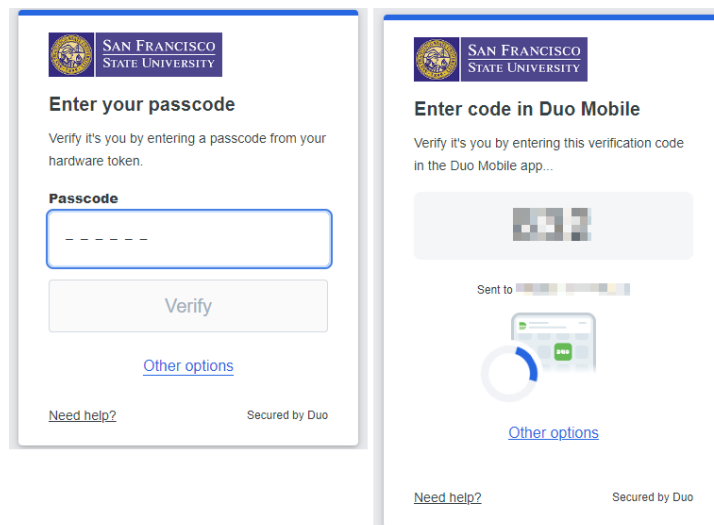 SAN FRANCISCO
STATE UNIVERSITY
Enter your passcode
Verify it's you by entering a passcode from your
hardware token.
Passcode
_ _ _ _ _ _
Verify
Other options
Need help?
Secured by Duo
SAN FRANCISCO
STATE UNIVERSITY
Enter code in Duo Mobile
Verify it's you by entering this verification code
in the Duo Mobile app...
Sent to
DUO
Other options
Need help?
Secured by Duo